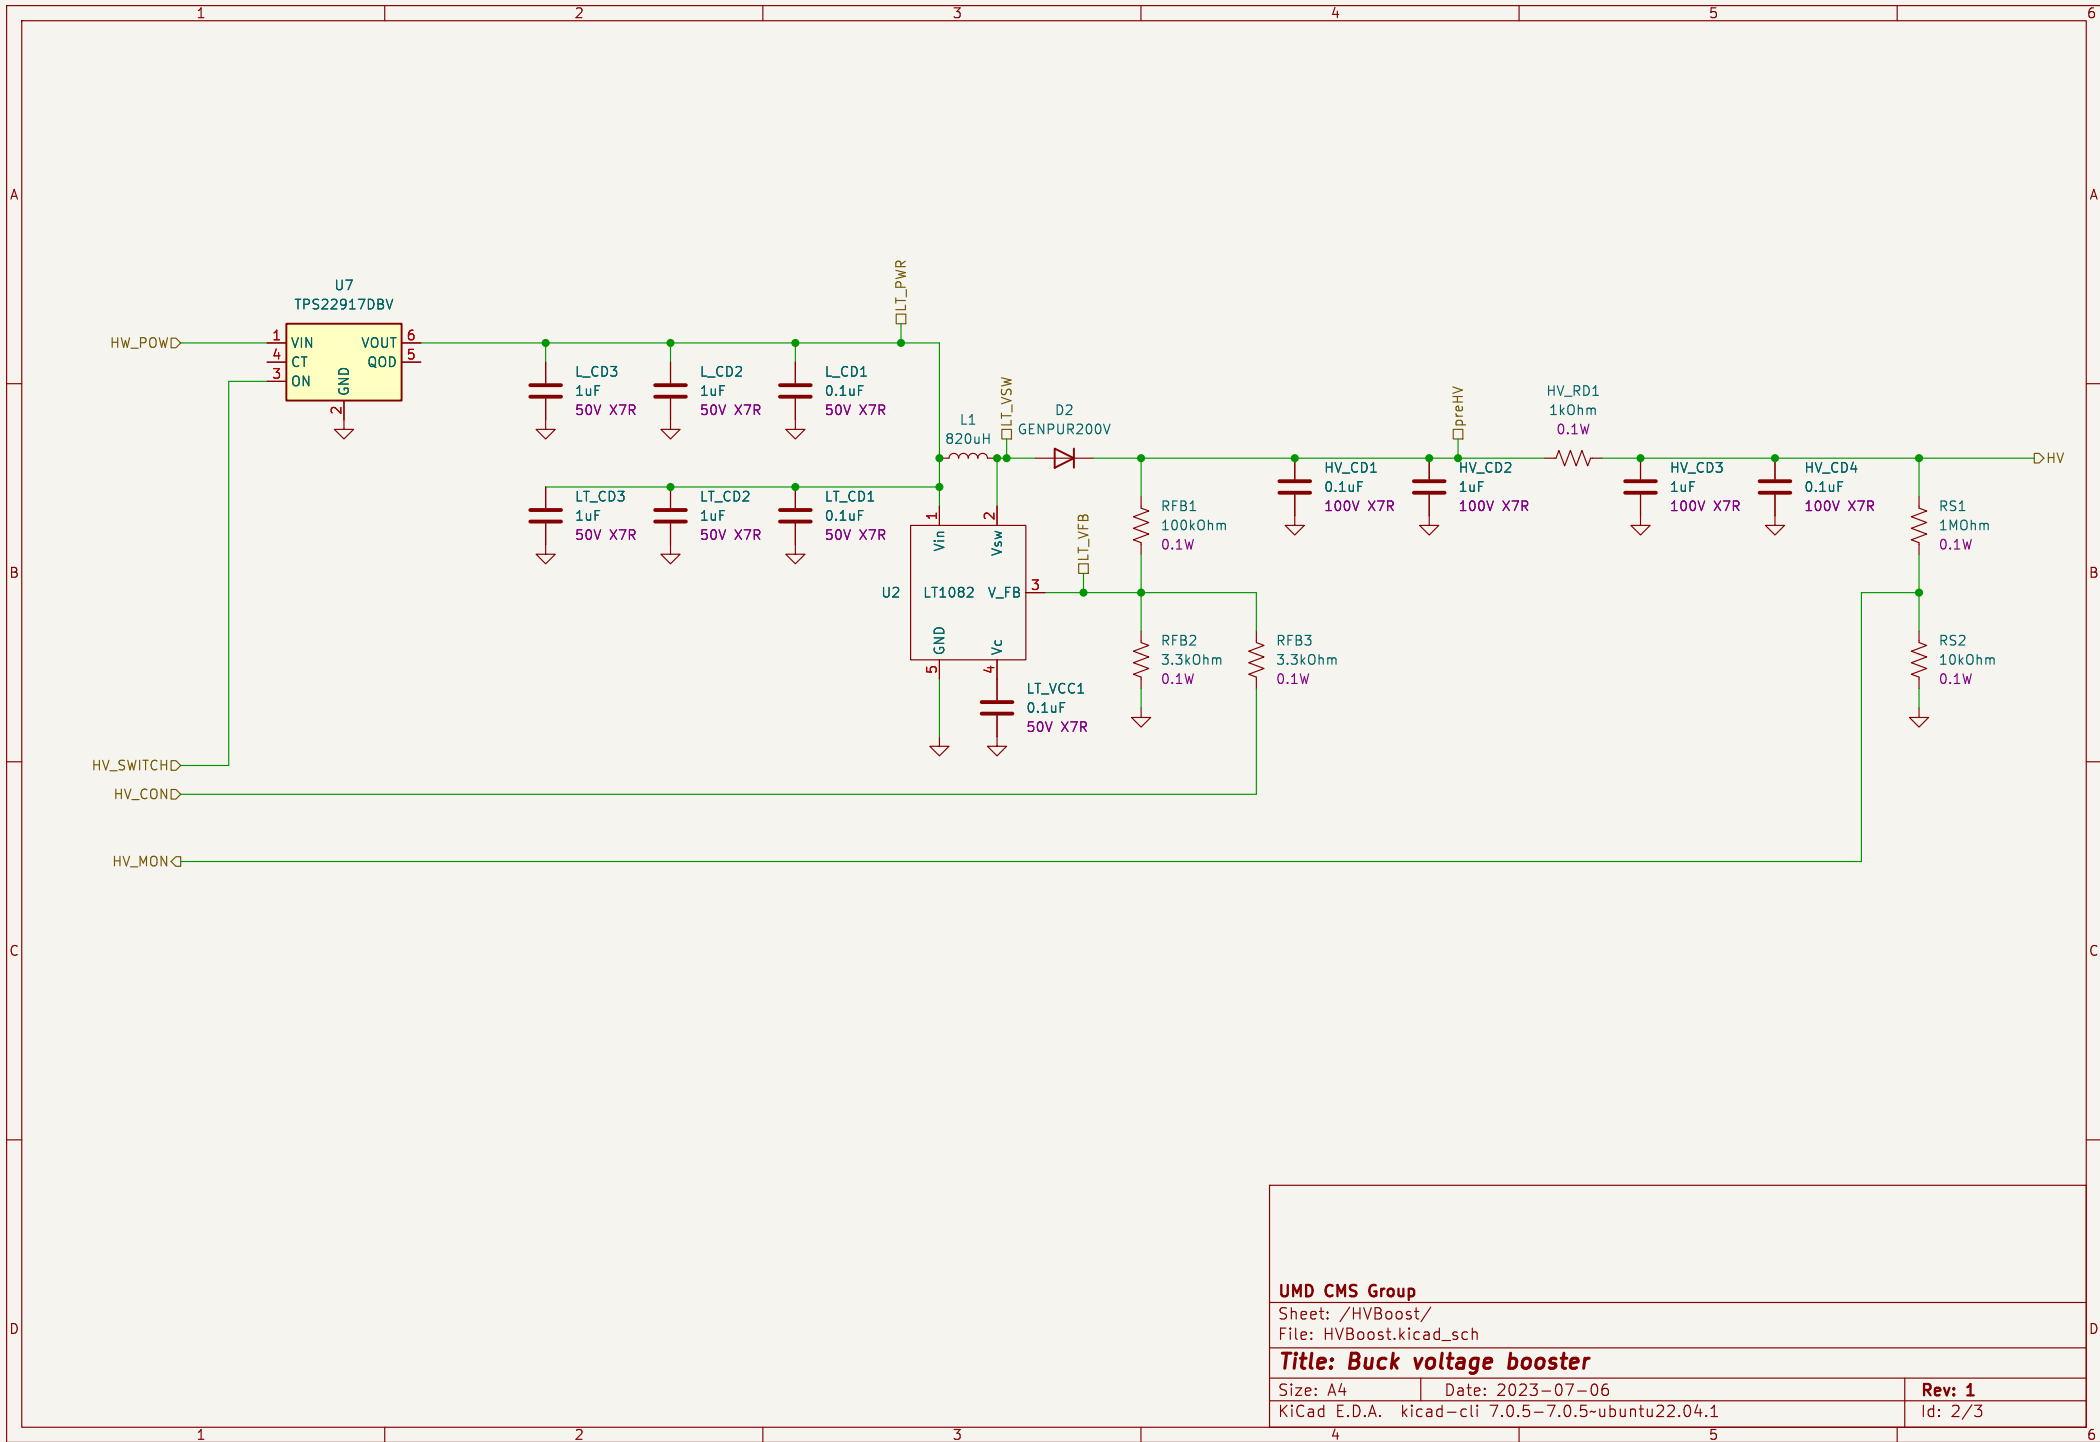 1 2 3 4 5 6
A A
U7
TPS22917DBV
HW_POW
1 VIN VOUT 6
4 CT QOD 5
3 ON GND
2
LT_PWR
L_CD3
1uF
50V X7R
L_CD2
1uF
50V X7R
L_CD1
0.1uF
50V X7R
LT_VSW
L1
820uH
D2
GENPUR200V
preHV
HV_RD1
1kOhm
0.1W
HV
LT_CD3
1uF
50V X7R
LT_CD2
1uF
50V X7R
LT_CD1
0.1uF
50V X7R
HV_CD1
0.1uF
100V X7R
HV_CD2
1uF
100V X7R
HV_CD3
1uF
100V X7R
HV_CD4
0.1uF
100V X7R
RFB1
100kOhm
0.1W
RS1
1MOhm
0.1W
LT_VFB
1 2
Vin Vsw
B B
U2 LT1082 V_FB 3
GND Vc
5 4
RFB2
3.3kOhm
0.1W
RFB3
3.3kOhm
0.1W
RS2
10kOhm
0.1W
LT_VCC1
0.1uF
50V X7R
HV_SWITCH
HV_CON
HV_MON
C C
UMD CMS Group
Sheet: /HVBoost/
File: HVBoost.kicad_sch
D D
Title: Buck voltage booster
Size: A4 Date: 2023-07-06 Rev: 1
KiCad E.D.A. kicad-cli 7.0.5-7.0.5~ubuntu22.04.1 Id: 2/3
1 2 3 4 5 6